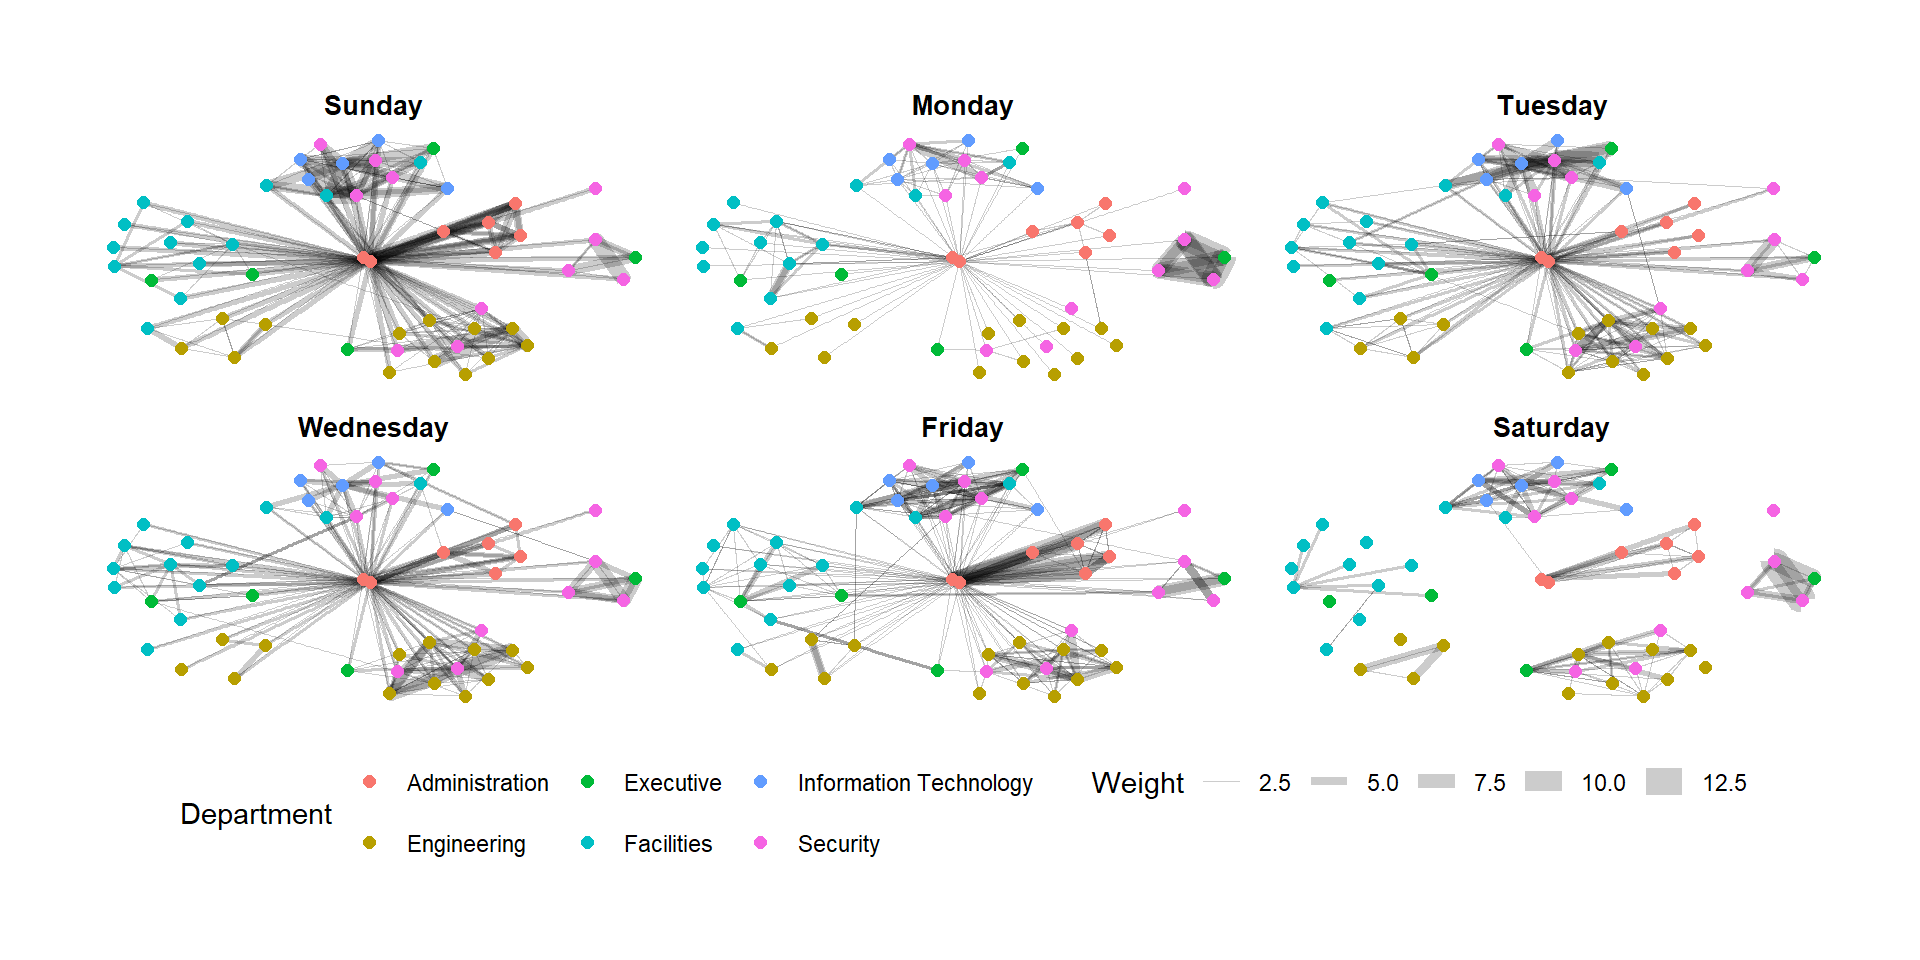 Sunday
Monday
Tuesday
Wednesday
Friday
Saturday
Department
Administration
Executive
Information Technology
Engineering
Facilities
Security
Weight
2.5
5.0
7.5
10.0
12.5